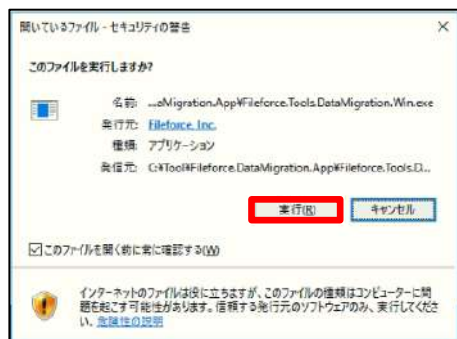 開いているファイル - セキュリティの警告
このファイルを実行しますか?
名前: ...eMigration.App¥Fileforce.Tools.DataMigration.Win.exe
発行元: Fileforce, Inc.
種類: アプリケーション
発信元: C:¥Tool¥Fileforce.DataMigration.App¥Fileforce.Tools.D...
実行(R)
キャンセル
このファイルを開く前に常に確認する(W)
インターネットのファイルは役に立ちますが、このファイルの種類はコンピューターに問
題を起こす可能性があります。信頼する発行元のソフトウェアのみ、実行してくださ
い。危険性の説明